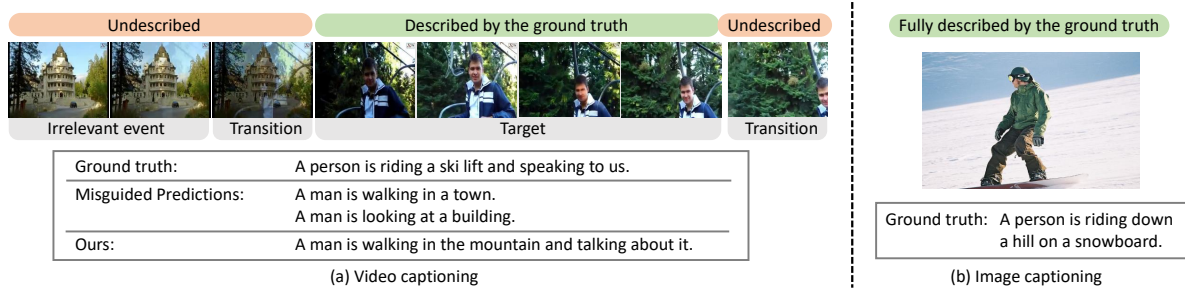 Undescribed
Described by the ground truth
Undescribed
Irrelevant event
Transition
Target
Transition
Ground truth: A person is riding a ski lift and speaking to us.
Misguided Predictions: A man is walking in a town.
A man is looking at a building.
Ours: A man is walking in the mountain and talking about it.
(a) Video captioning
Fully described by the ground truth
Ground truth: A person is riding down
a hill on a snowboard.
(b) Image captioning